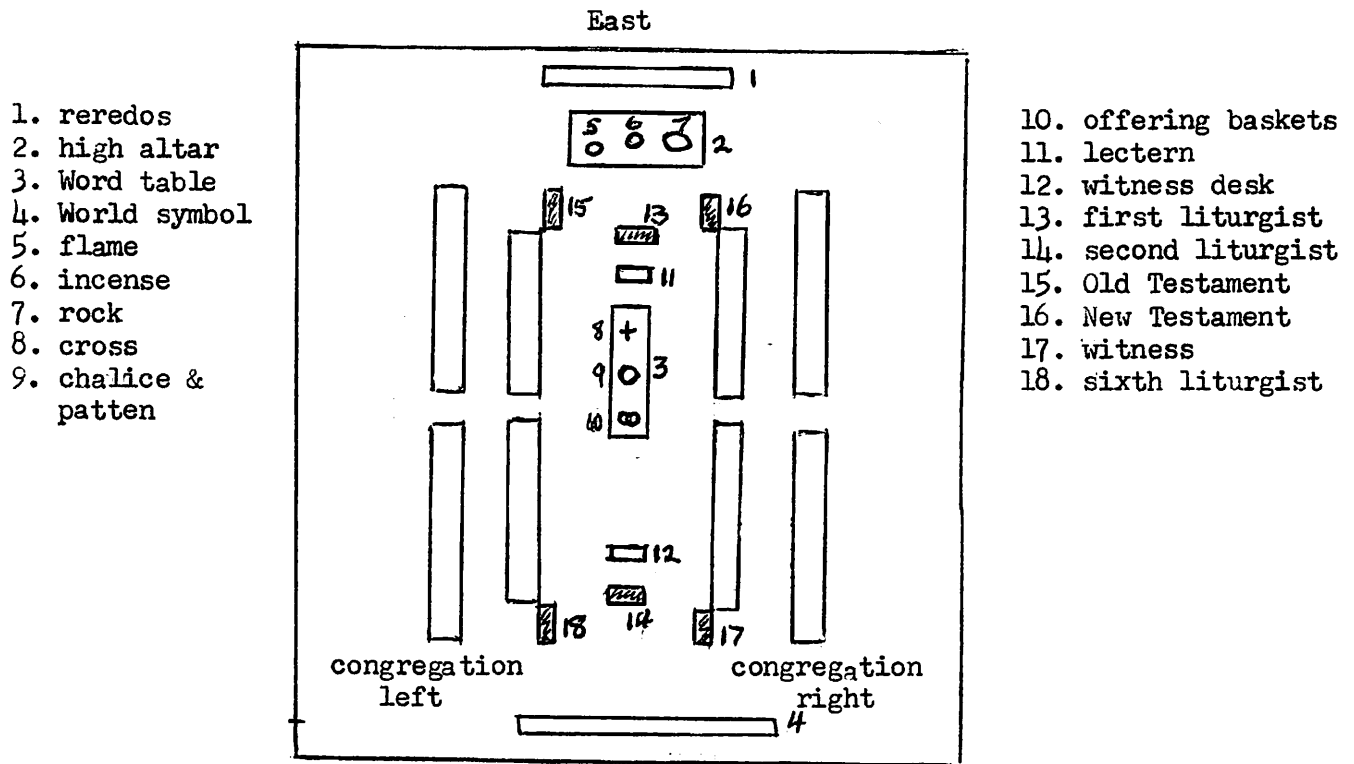 East
1. reredos
2. high altar
3. Word table
4. World symbol
5. flame
6. incense
7. rock
8. cross
9. chalice &
patten
1
5 6 7
2
15
13
16
11
8
9
3
10
12
18
14
17
congregation
left
congregation
right
4
10. offering baskets
11. lectern
12. witness desk
13. first liturgist
14. second liturgist
15. Old Testament
16. New Testament
17. witness
18. sixth liturgist